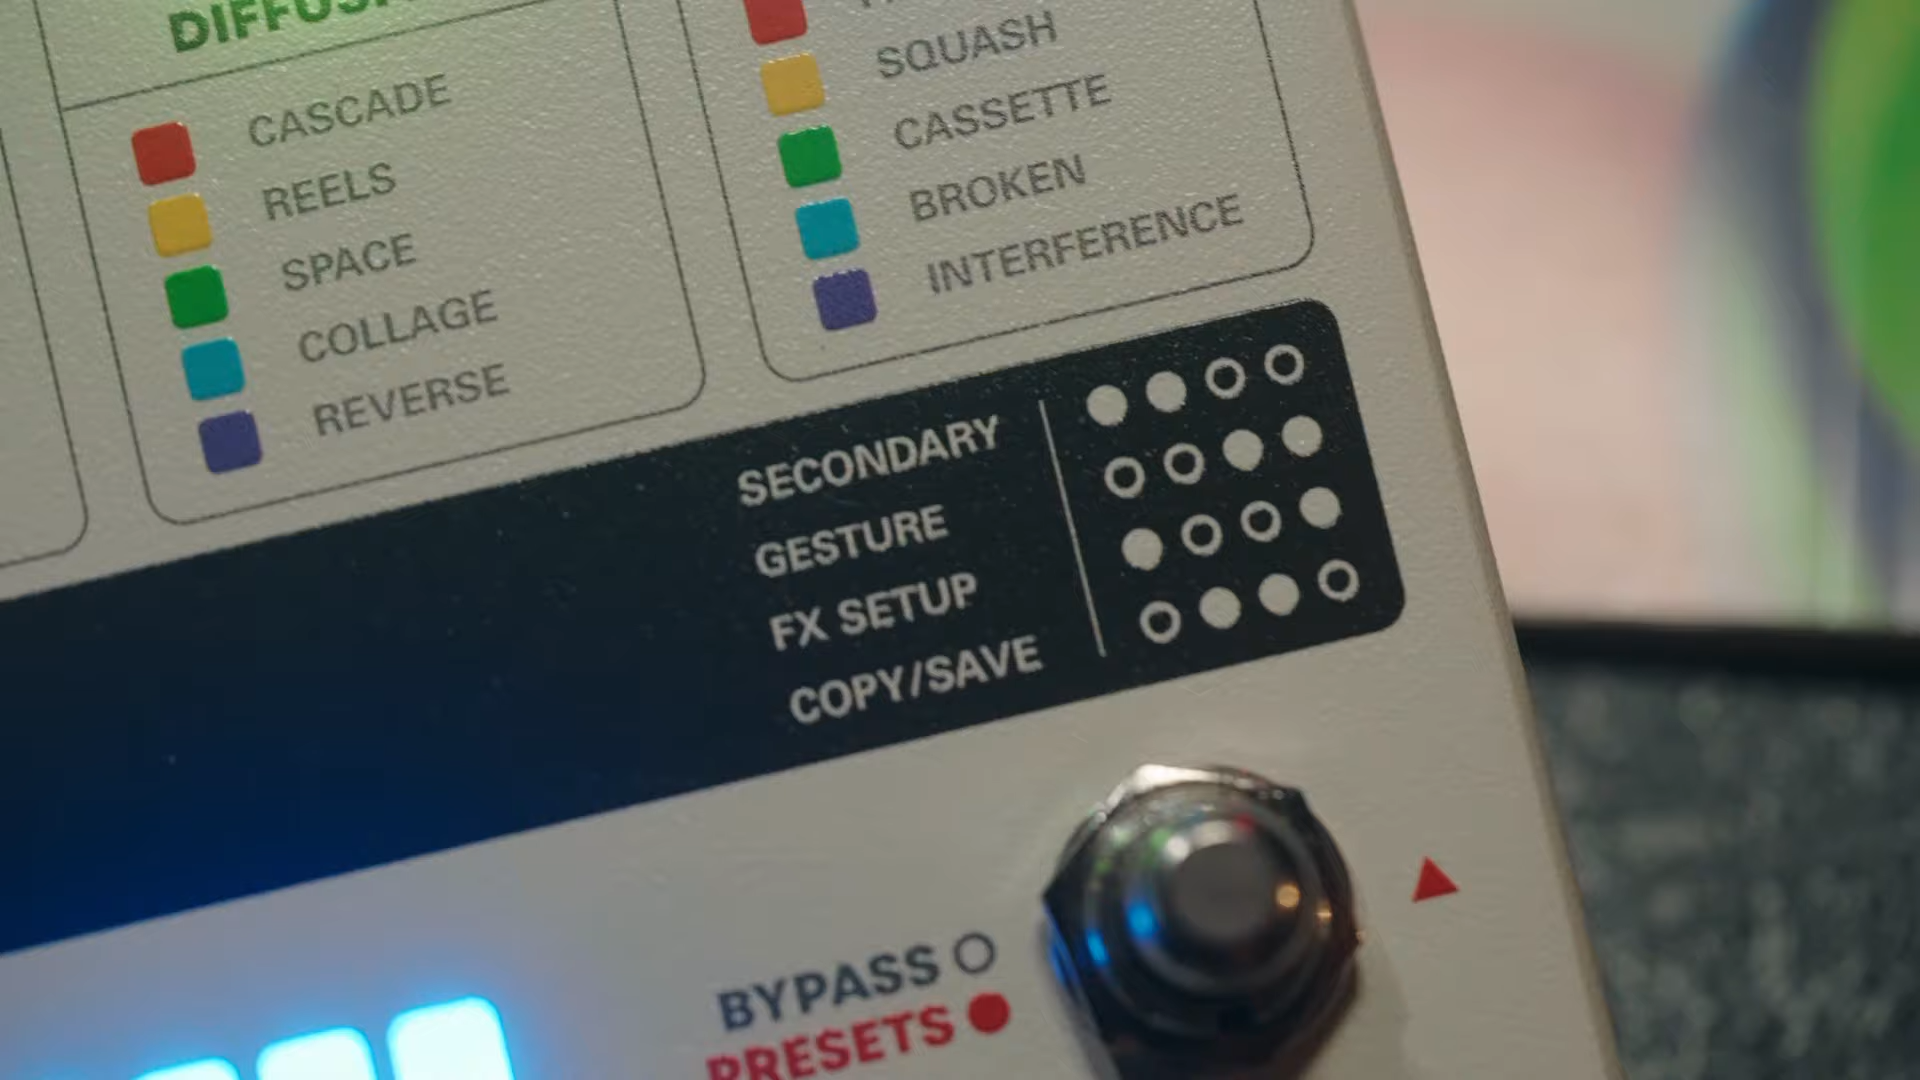 CASCADE
REELS
SPACE
COLLAGE
REVERSE
SQUASH
CASSETTE
BROKEN
INTERFERENCE
SECONDARY
GESTURE
FX SETUP
COPY/SAVE
BYPASS
PRESETS